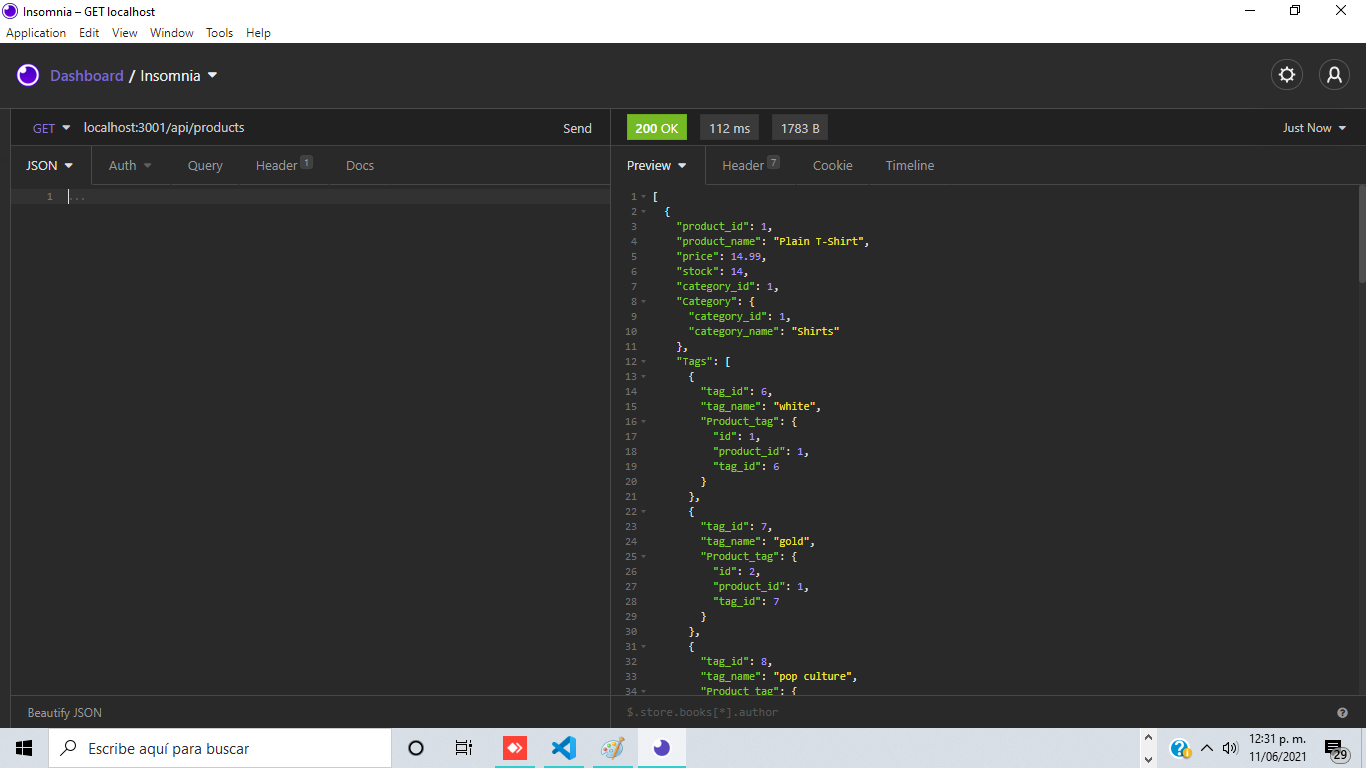 Insomnia – GET localhost
Application Edit View Window Tools Help
Dashboard / Insomnia
GET localhost:3001/api/products Send
200 OK 112 ms 1783 B Just Now
JSON Auth Query Header 1 Docs
Preview Header 7 Cookie Timeline
1 ...
1 [
2 {
3 "product_id": 1,
4 "product_name": "Plain T-Shirt",
5 "price": 14.99,
6 "stock": 14,
7 "category_id": 1,
8 "Category": {
9 "category_id": 1,
10 "category_name": "Shirts"
11 },
12 "Tags": [
13 {
14 "tag_id": 6,
15 "tag_name": "white",
16 "Product_tag": {
17 "id": 1,
18 "product_id": 1,
19 "tag_id": 6
20 }
21 },
22 {
23 "tag_id": 7,
24 "tag_name": "gold",
25 "Product_tag": {
26 "id": 2,
27 "product_id": 1,
28 "tag_id": 7
29 }
30 },
31 {
32 "tag_id": 8,
33 "tag_name": "pop culture",
34 "Product_tag": {
Beautify JSON
$.store.books[*].author
Escribe aquí para buscar
12:31 p. m.
11/06/2021
29